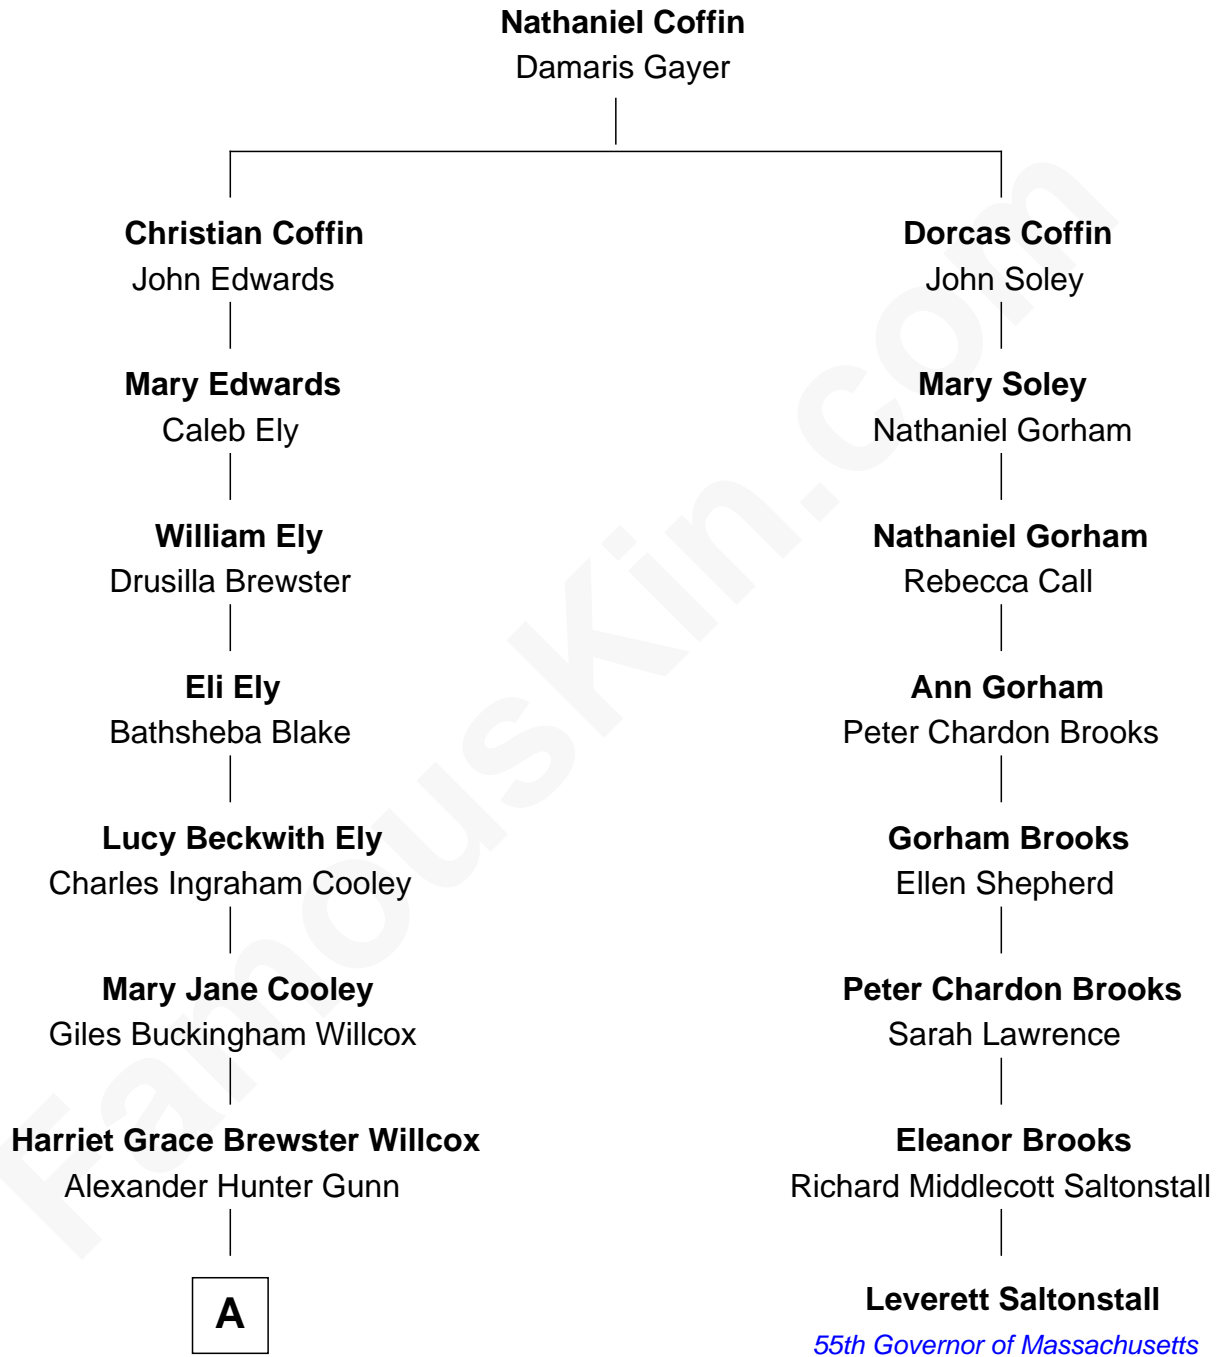 Nathaniel Coffin
Damaris Gayer
Christian Coffin
John Edwards
Dorcas Coffin
John Soley
Mary Edwards
Caleb Ely
Mary Soley
Nathaniel Gorham
William Ely
Drusilla Brewster
Nathaniel Gorham
Rebecca Call
Eli Ely
Bathsheba Blake
Ann Gorham
Peter Chardon Brooks
Lucy Beckwith Ely
Charles Ingraham Cooley
Gorham Brooks
Ellen Shepherd
Mary Jane Cooley
Giles Buckingham Willcox
Peter Chardon Brooks
Sarah Lawrence
Harriet Grace Brewster Willcox
Alexander Hunter Gunn
Eleanor Brooks
Richard Middlecott Saltonstall
A
Leverett Saltonstall
55th Governor of Massachusetts
FamousKin.com